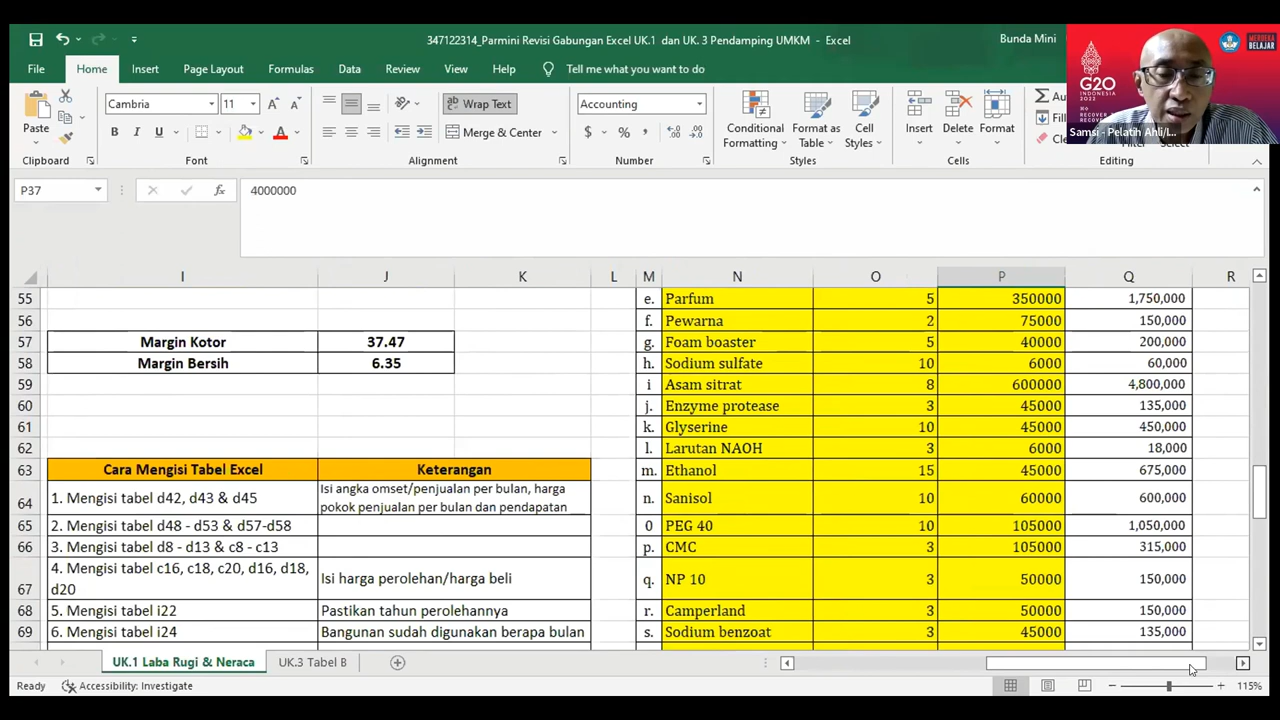 347122314_Parmini Revisi Gabungan Excel UK.1 dan UK. 3 Pendamping UMKM - Excel
Bunda Mini
G20
INDONESIA
2022
MERDEKA
BELAJAR
Samsi - Pelatih Ahli/I...
File Home Insert Page Layout Formulas Data Review View Help Tell me what you want to do
Cambria 11 Wrap Text Accounting Au
Paste B I U Merge & Center $ % , Conditional Formatting Format as Table Cell Styles Insert Delete Format Fil Cle
Clipboard Font Alignment Number Styles Cells Editing
P37 fx 4000000
I J K L M N O P Q R
55 e. Parfum 5 350000 1,750,000
56 f. Pewarna 2 75000 150,000
57 Margin Kotor 37.47 g. Foam boaster 5 40000 200,000
58 Margin Bersih 6.35 h. Sodium sulfate 10 6000 60,000
59 i Asam sitrat 8 600000 4,800,000
60 j. Enzyme protease 3 45000 135,000
61 k. Glyserine 10 45000 450,000
62 l. Larutan NAOH 3 6000 18,000
63 Cara Mengisi Tabel Excel Keterangan m. Ethanol 15 45000 675,000
64 1. Mengisi tabel d42, d43 & d45 Isi angka omset/penjualan per bulan, harga pokok penjualan per bulan dan pendapatan n. Sanisol 10 60000 600,000
65 2. Mengisi tabel d48 - d53 & d57-d58 0 PEG 40 10 105000 1,050,000
66 3. Mengisi tabel d8 - d13 & c8 - c13 p. CMC 3 105000 315,000
67 4. Mengisi tabel c16, c18, c20, d16, d18, d20 Isi harga perolehan/harga beli q. NP 10 3 50000 150,000
68 5. Mengisi tabel i22 Pastikan tahun perolehannya r. Camperland 3 50000 150,000
69 6. Mengisi tabel i24 Bangunan sudah digunakan berapa bulan s. Sodium benzoat 3 45000 135,000
UK.1 Laba Rugi & Neraca UK.3 Tabel B
Ready Accessibility: Investigate 115%